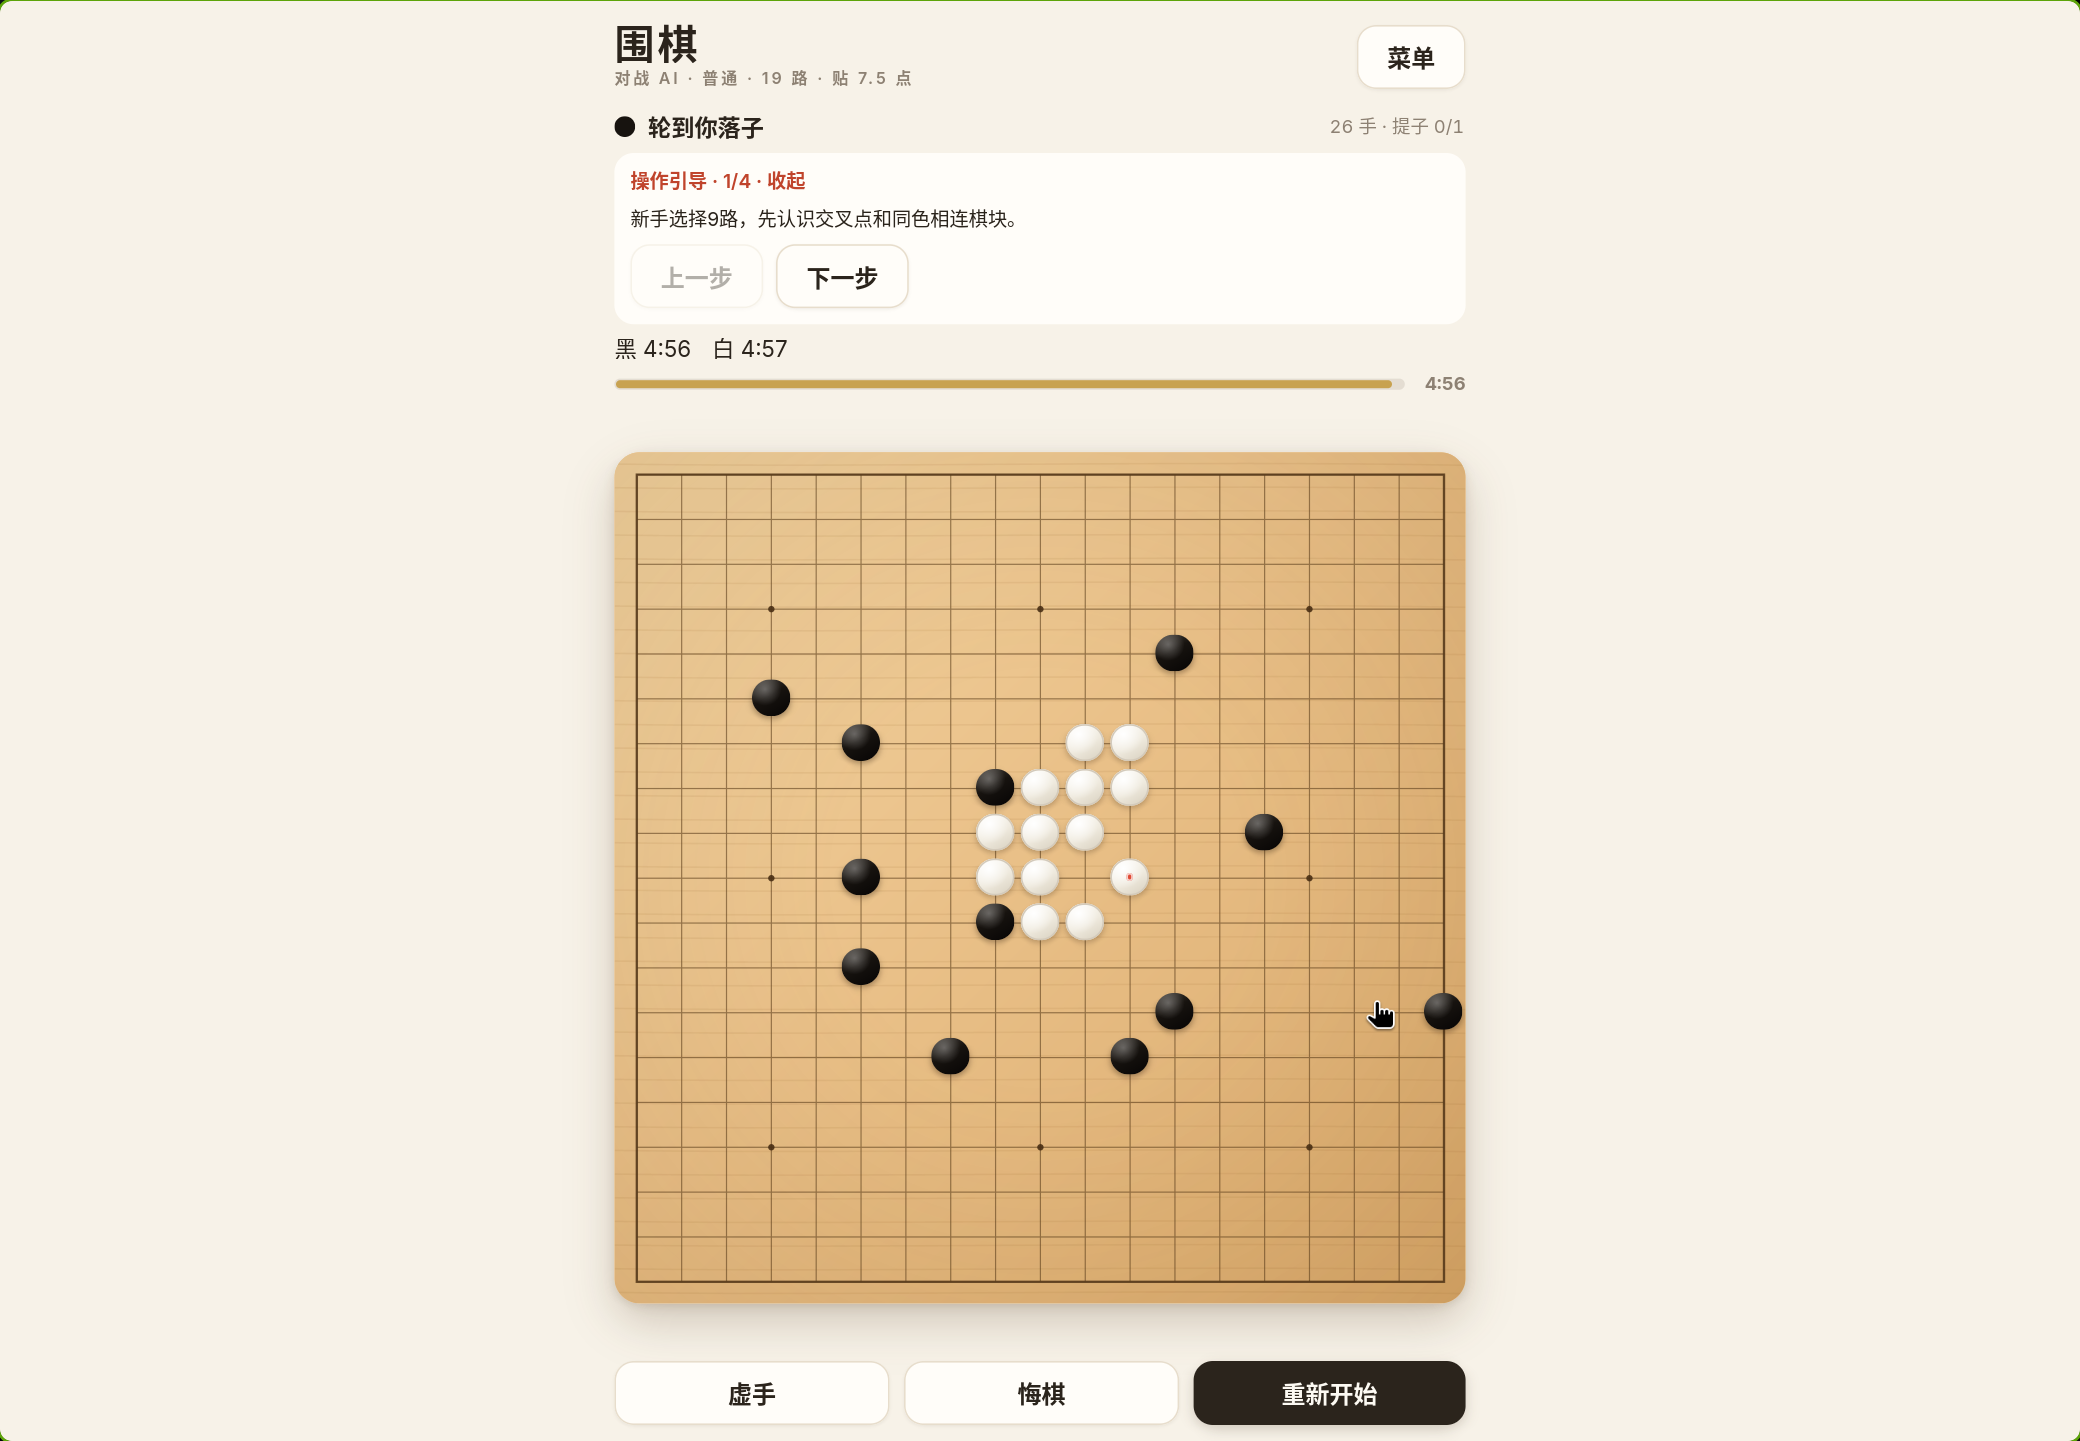 围棋
对战 AI · 普通 · 19 路 · 贴 7.5 点
菜单
轮到你落子
26 手 · 提子 0/1
操作引导 · 1/4 · 收起
新手选择9路，先认识交叉点和同色相连棋块。
上一步
下一步
黑 4:56 白 4:57
4:56
虚手
悔棋
重新开始